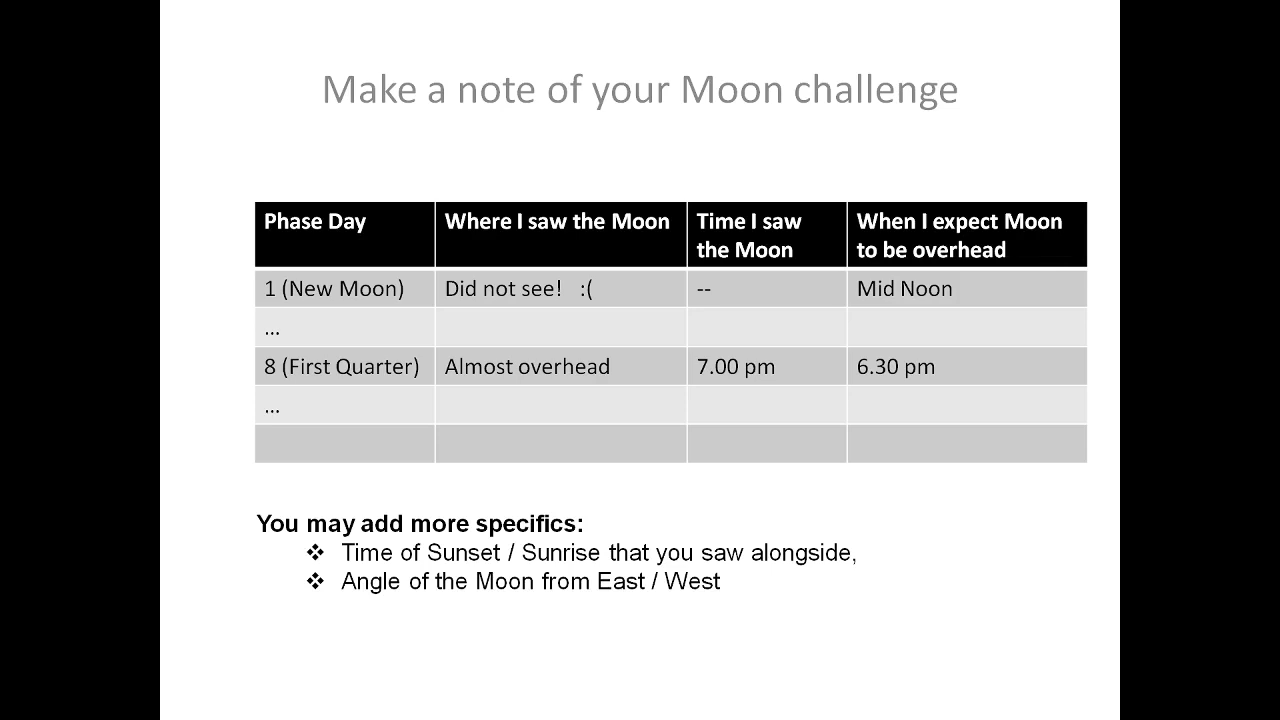 Make a note of your Moon challenge
Phase Day Where I saw the Moon Time I saw the Moon When I expect Moon to be overhead
1 (New Moon) Did not see! :( -- Mid Noon
...
8 (First Quarter) Almost overhead 7.00 pm 6.30 pm
...
You may add more specifics:
❖ Time of Sunset / Sunrise that you saw alongside,
❖ Angle of the Moon from East / West